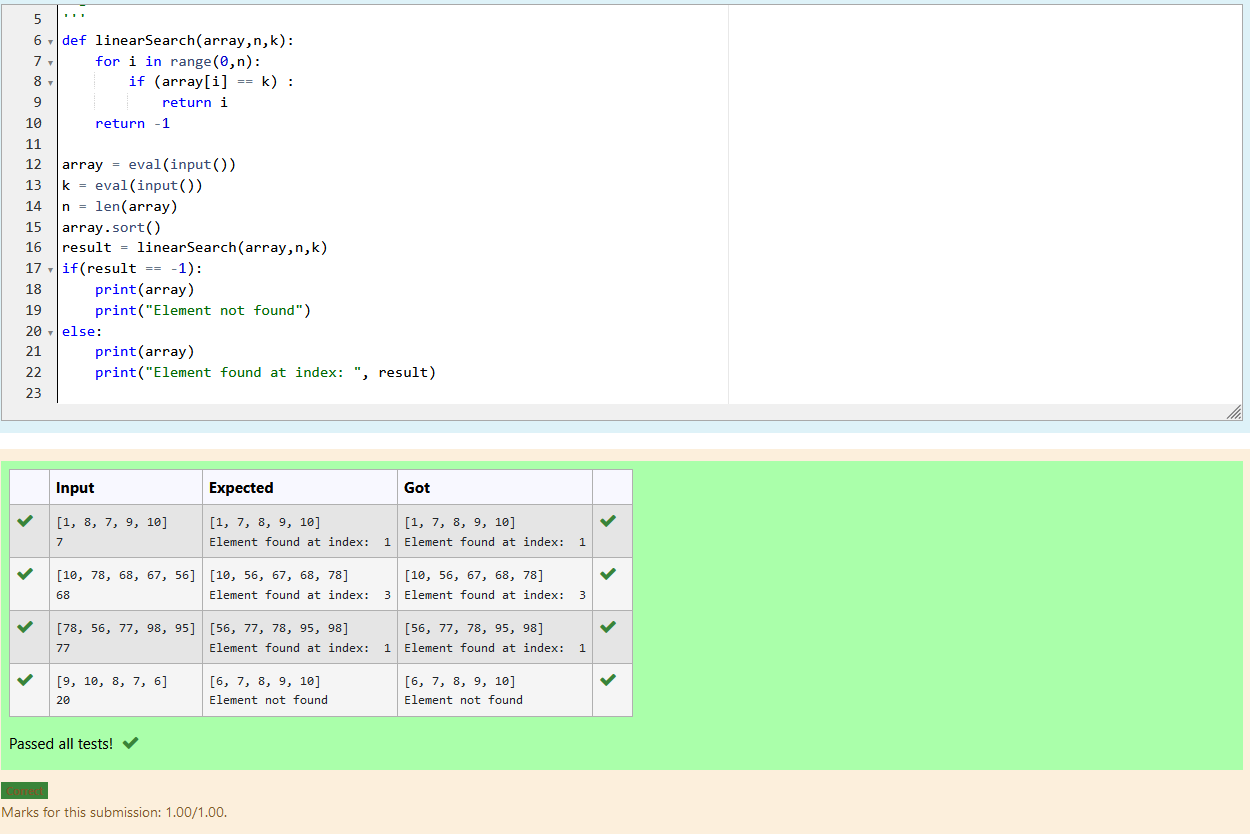 5 '''
6 def linearSearch(array,n,k):
7     for i in range(0,n):
8         if (array[i] == k) :
9             return i
10     return -1
11
12 array = eval(input())
13 k = eval(input())
14 n = len(array)
15 array.sort()
16 result = linearSearch(array,n,k)
17 if(result == -1):
18     print(array)
19     print("Element not found")
20 else:
21     print(array)
22     print("Element found at index: ", result)
23
Input Expected Got
[1, 8, 7, 9, 10] [1, 7, 8, 9, 10] [1, 7, 8, 9, 10]
7 Element found at index:  1 Element found at index:  1
[10, 78, 68, 67, 56] [10, 56, 67, 68, 78] [10, 56, 67, 68, 78]
68 Element found at index:  3 Element found at index:  3
[78, 56, 77, 98, 95] [56, 77, 78, 95, 98] [56, 77, 78, 95, 98]
77 Element found at index:  1 Element found at index:  1
[9, 10, 8, 7, 6] [6, 7, 8, 9, 10] [6, 7, 8, 9, 10]
20 Element not found Element not found
Passed all tests!
Correct
Marks for this submission: 1.00/1.00.